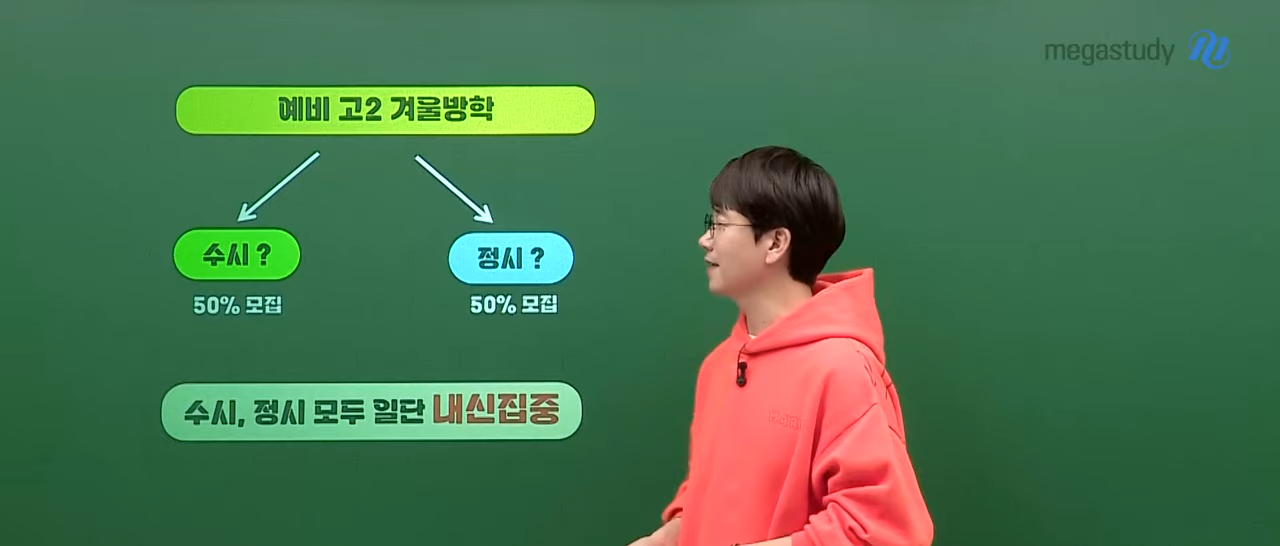 megastudy
예비 고2 겨울방학
수시 ?
정시 ?
50% 모집
50% 모집
수시, 정시 모두 일단 내신집중